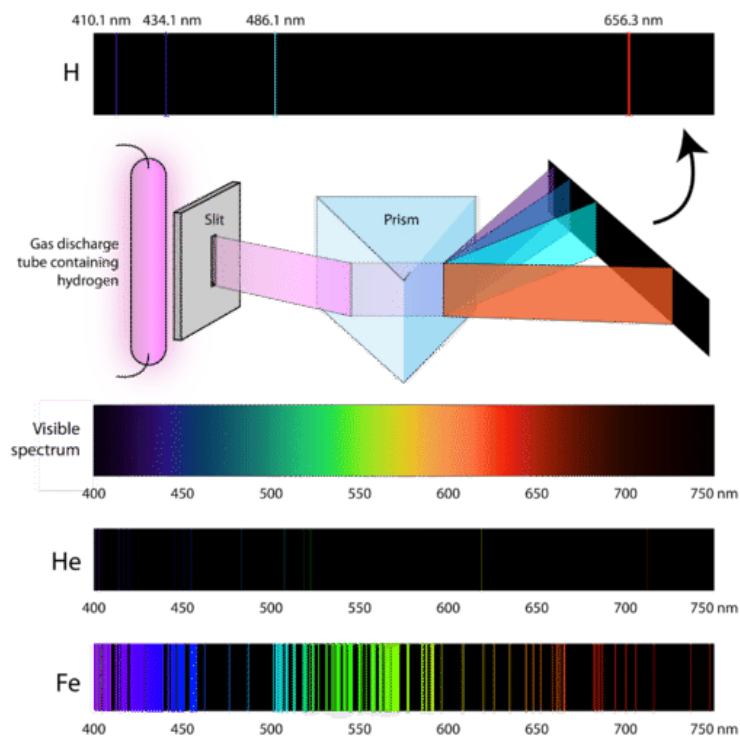 410.1 nm 434.1 nm 486.1 nm 656.3 nm
H
Slit
Prism
Gas discharge
tube containing
hydrogen
Visible
spectrum
400 450 500 550 600 650 700 750 nm
He
400 450 500 550 600 650 700 750 nm
Fe
400 450 500 550 600 650 700 750 nm